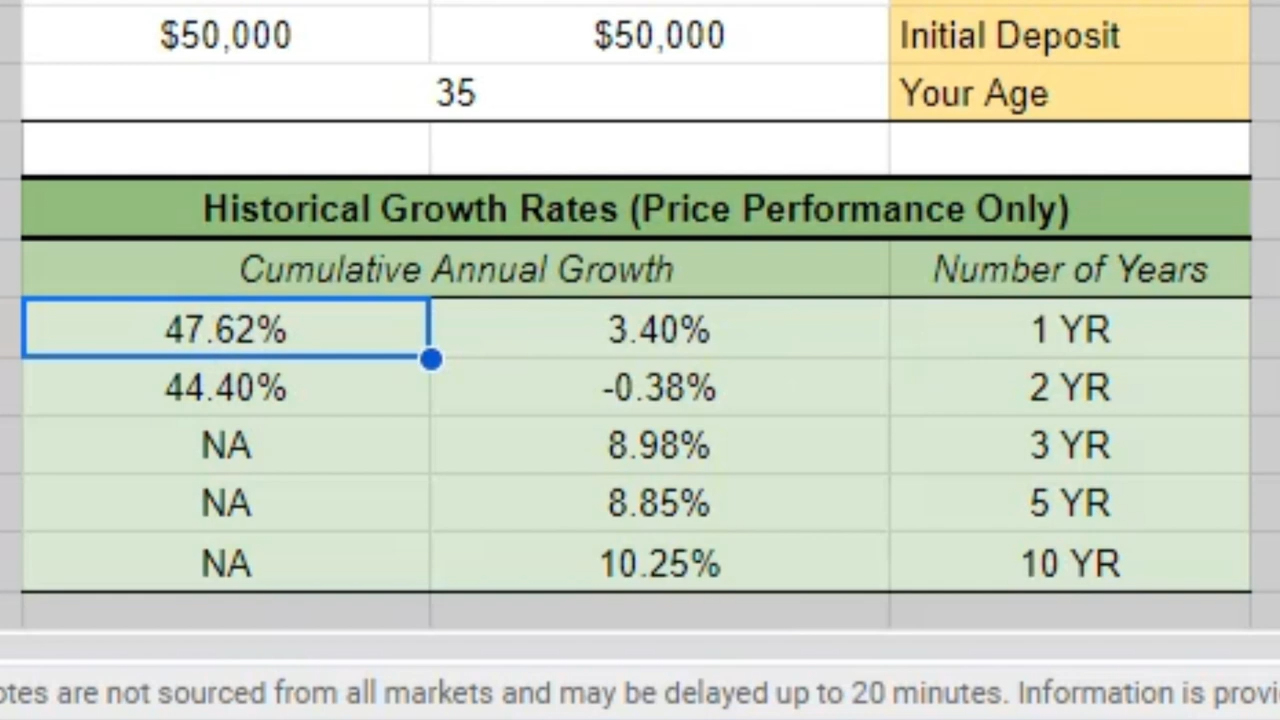 $50,000 $50,000 Initial Deposit
35 Your Age
Historical Growth Rates (Price Performance Only)
Cumulative Annual Growth Number of Years
47.62% 3.40% 1 YR
44.40% -0.38% 2 YR
NA 8.98% 3 YR
NA 8.85% 5 YR
NA 10.25% 10 YR
are not sourced from all markets and may be delayed up to 20 minutes. Information is